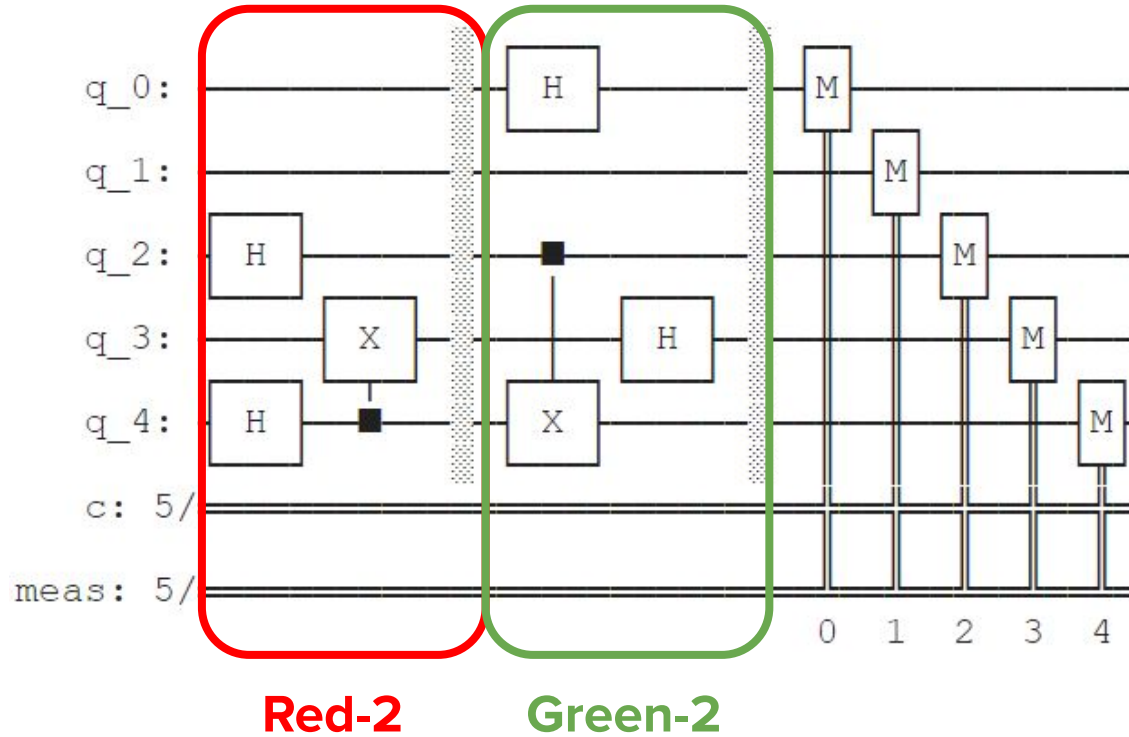 q_0: H M
q_1: M
q_2: H M
q_3: X H M
q_4: H X M
c: 5/
meas: 5/
0 1 2 3 4
Red-2 Green-2